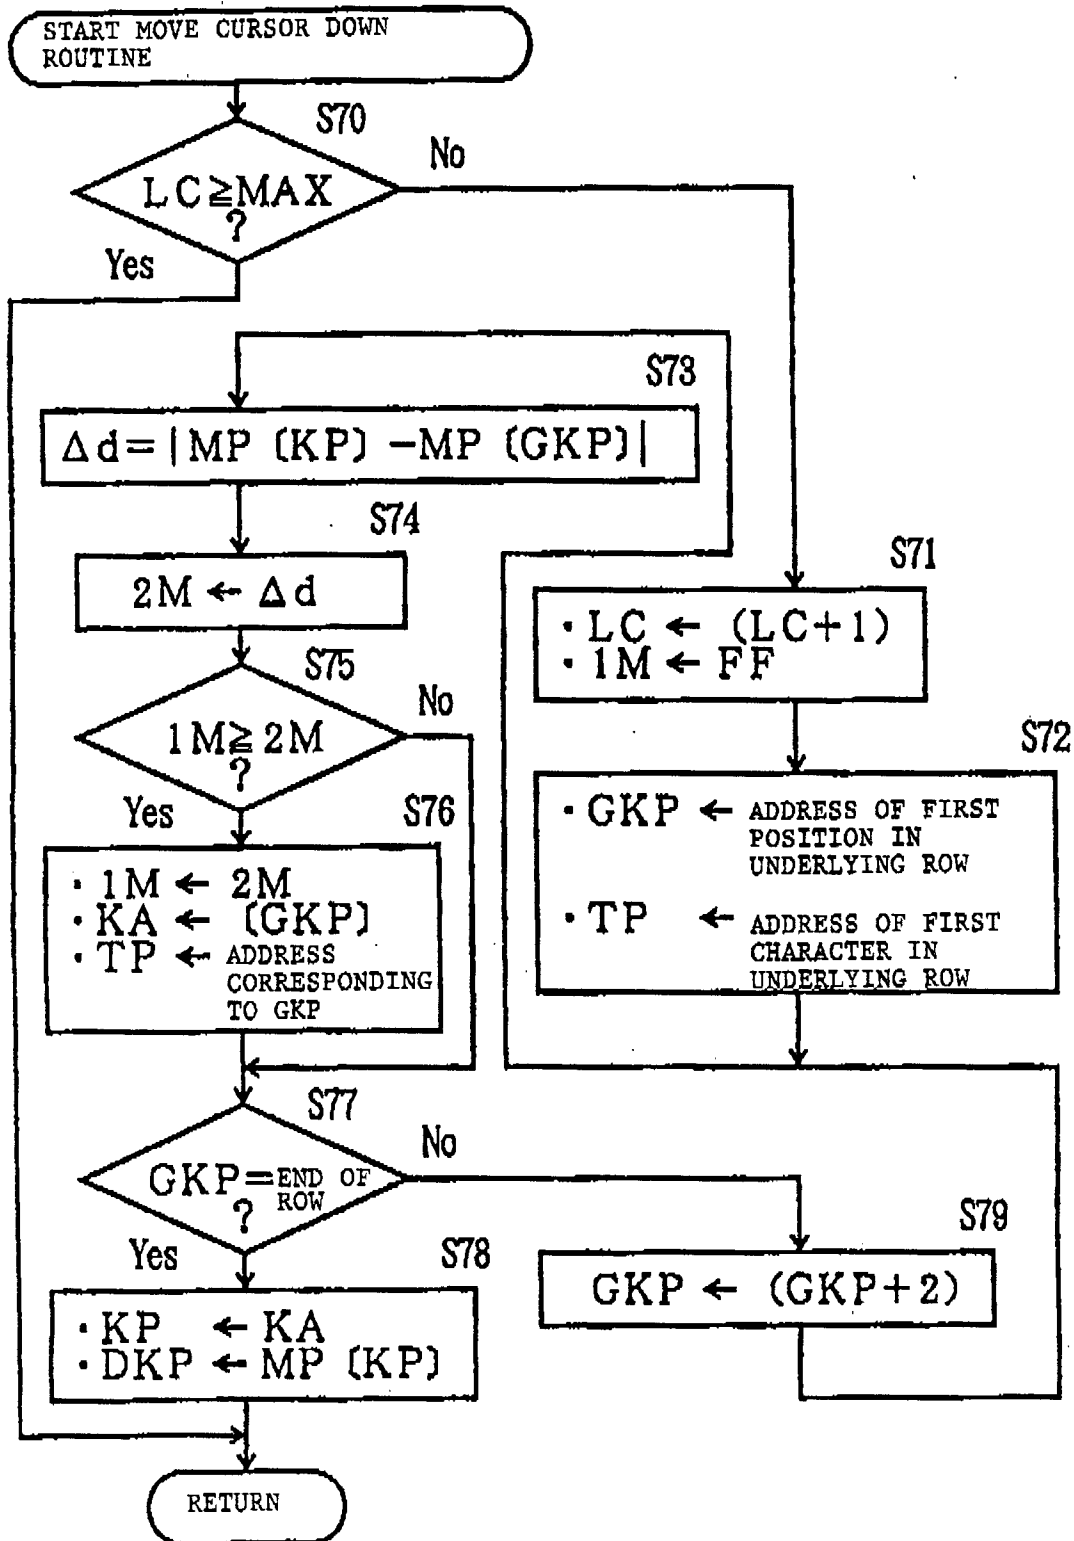 START MOVE CURSOR DOWN
ROUTINE
S70
No
LC≧MAX
?
Yes
S73
Δd=|MP (KP) −MP (GKP)|
S74
2M ← Δd
S71
・LC ← (LC+1)
・1M ← FF
S75
No
1M≧2M
?
Yes
S72
・GKP ← ADDRESS OF FIRST
POSITION IN
UNDERLYING ROW
・TP ← ADDRESS OF FIRST
CHARACTER IN
UNDERLYING ROW
S76
・1M ← 2M
・KA ← (GKP)
・TP ← ADDRESS
CORRESPONDING
TO GKP
S77
No
GKP=END OF
ROW
?
Yes
S79
GKP ← (GKP+2)
S78
・KP ← KA
・DKP ← MP (KP)
RETURN